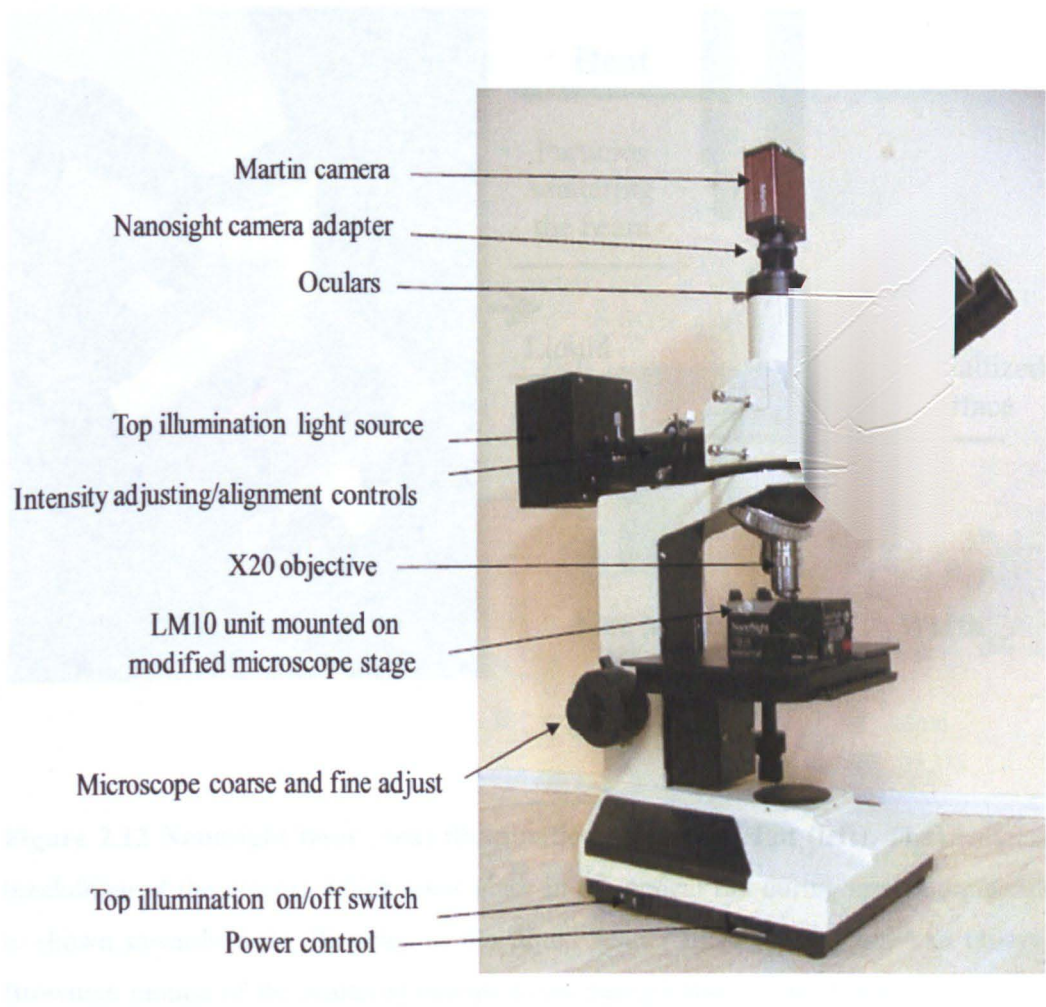 Martin camera
Nanosight camera adapter
Oculars
Top illumination light source
Intensity adjusting/alignment controls
X20 objective
LM10 unit mounted on
modified microscope stage
Microscope coarse and fine adjust
Top illumination on/off switch
Power control